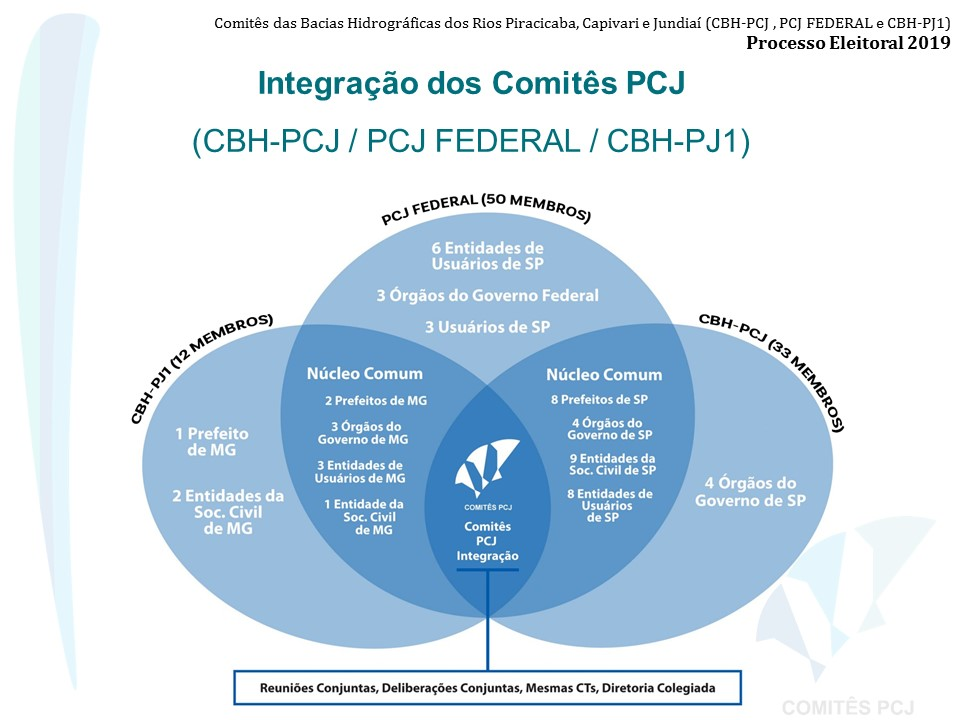 Comitês das Bacias Hidrográficas dos Rios Piracicaba, Capivari e Jundiaí (CBH-PCJ , PCJ FEDERAL e CBH-PJ1)
Processo Eleitoral 2019
Integração dos Comitês PCJ
(CBH-PCJ / PCJ FEDERAL / CBH-PJ1)
PCJ FEDERAL (50 MEMBROS)
6 Entidades de
Usuários de SP
3 Órgãos do Governo Federal
3 Usuários de SP
CBH-PJ1 (12 MEMBROS)
1 Prefeito
de MG
2 Entidades da
Soc. Civil
de MG
Núcleo Comum
2 Prefeitos de MG
3 Órgãos do
Governo de MG
3 Entidades de
Usuários de MG
1 Entidade da
Soc. Civil
de MG
COMITÊS PCJ
Comitês
PCJ
Integração
Núcleo Comum
8 Prefeitos de SP
4 Órgãos do
Governo de SP
9 Entidades da
Soc. Civil de SP
8 Entidades de
Usuários
de SP
CBH-PCJ (33 MEMBROS)
4 Órgãos do
Governo de SP
Reuniões Conjuntas, Deliberações Conjuntas, Mesmas CTs, Diretoria Colegiada
COMITÊS PCJ